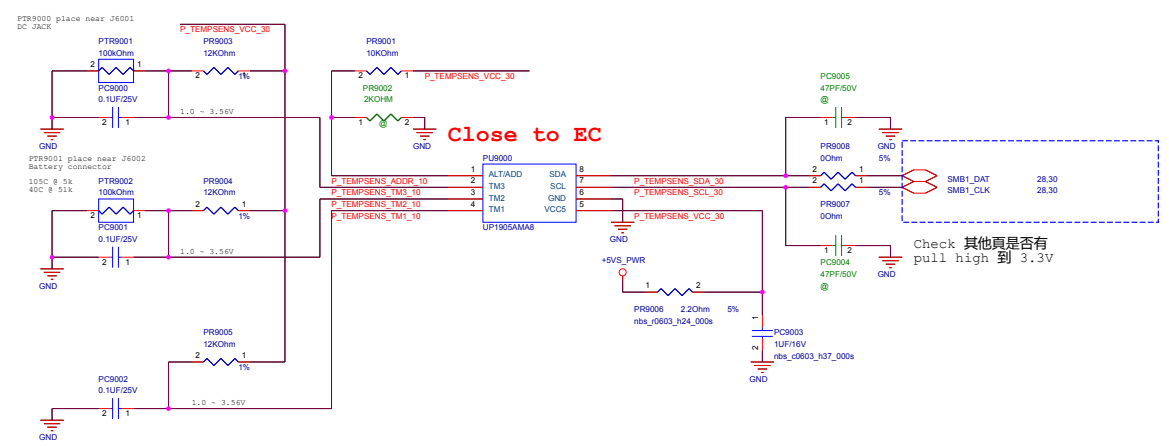 PTR9000 place near J6001
DC JACK
P_TEMPSENS_VCC_30
PTR9001
100kOhm
2
1
PR9003
12KOhm
2
1
1%
PC9000
0.1UF/25V
2
1
1.0 ~ 3.56V
GND
PR9001
10KOhm
2
1
P_TEMPSENS_VCC_30
PR9002
2KOHM
1
2
@
GND
Close to EC
PTR9001 place near J6002
Battery connector
105C @ 5k
40C @ 51k
PTR9002
100kOhm
2
1
PR9004
12KOhm
2
1
1%
PC9001
0.1UF/25V
2
1
1.0 ~ 3.56V
GND
PU9000
1
ALT/ADD
SDA
8
P_TEMPSENS_ADDR_10
2
TM3
SCL
7
P_TEMPSENS_SDA_30
P_TEMPSENS_TM3_10
3
TM2
GND
6
P_TEMPSENS_SCL_30
P_TEMPSENS_TM2_10
4
TM1
VCC5
5
P_TEMPSENS_TM1_10
P_TEMPSENS_VCC_30
UP1905AMA8
GND
PC9005
47PF/50V
@
1
2
GND
PR9008
0Ohm
5%
2
1
SMB1_DAT
28,30
2
1
SMB1_CLK
28,30
5%
PR9007
0Ohm
1
2
PC9004
47PF/50V
@
GND
Check 其他頁是否有
pull high 到 3.3V
+5VS_PWR
1
2
PR9006
2.2Ohm
5%
nbs_r0603_h24_000s
1
2
PC9003
1UF/16V
nbs_c0603_h37_000s
GND
PR9005
12KOhm
2
1
1%
PC9002
0.1UF/25V
2
1
1.0 ~ 3.56V
GND